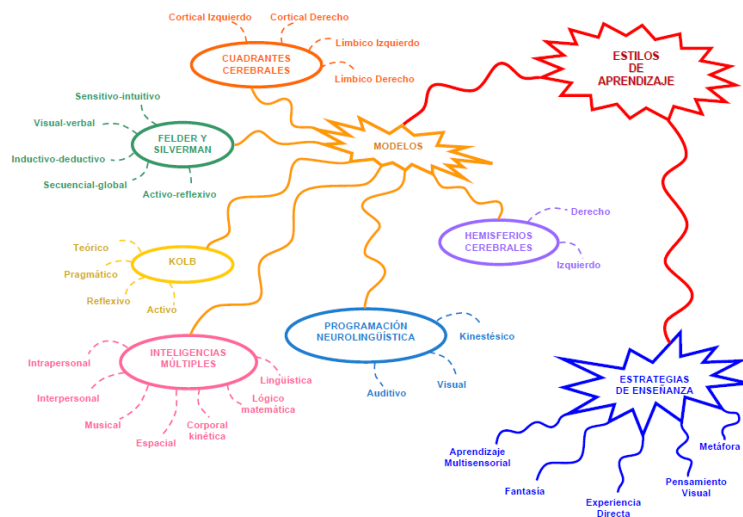 ESTILOS
DE
APRENDIZAJE
MODELOS
Cortical Izquierdo
Cortical Derecho
CUADRANTES
CEREBRALES
Limbico Izquierdo
Limbico Derecho
Sensitivo-intuitivo
Visual-verbal
FELDER Y
SILVERMAN
Inductivo-deductivo
Secuencial-global
Activo-reflexivo
Teórico
Pragmático
KOLB
Reflexivo
Activo
INTELIGENCIAS
MÚLTIPLES
Intrapersonal
Interpersonal
Musical
Espacial
Corporal
kinética
Lógico
matemática
Lingüística
PROGRAMACIÓN
NEUROLINGÜÍSTICA
Kinestésico
Visual
Auditivo
HEMISFERIOS
CEREBRALES
Derecho
Izquierdo
ESTRATEGIAS
DE ENSEÑANZA
Aprendizaje
Multisensorial
Fantasía
Experiencia
Directa
Pensamiento
Visual
Metáfora